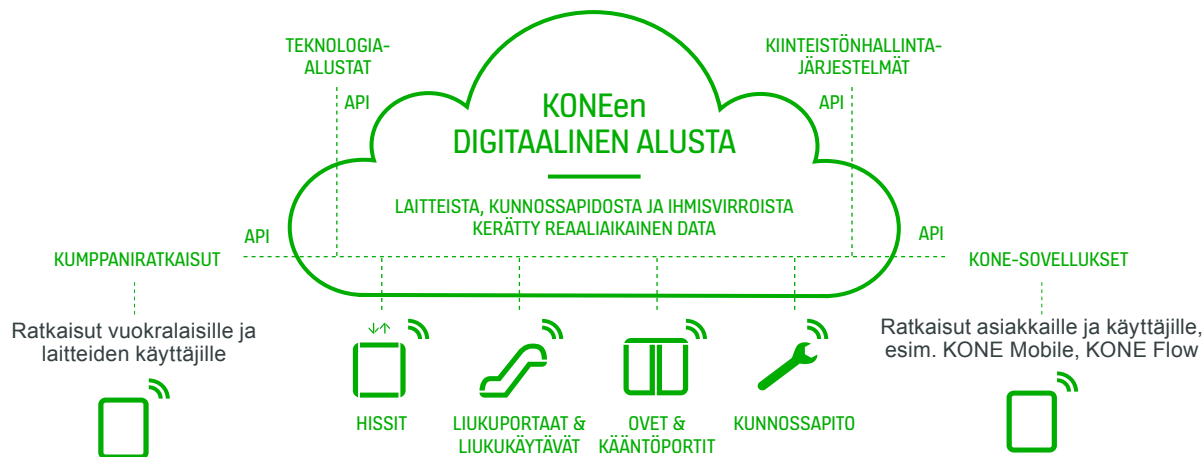 TEKNOLOGIA-
ALUSTAT
KIINTEISTÖNHALLINTA-
JÄRJESTELMÄT
API
API
KONEen
DIGITAALINEN ALUSTA
LAITTEISTA, KUNNOSSAPIDOSTA JA IHMISVIRROISTA
KERÄTTY REAALIAIKAINEN DATA
API
API
KUMPPANIRATKAISUT
KONE-SOVELLUKSET
Ratkaisut vuokralaisille ja
laitteiden käyttäjille
Ratkaisut asiakkaille ja käyttäjille,
esim. KONE Mobile, KONE Flow
HISSIT
LIUKUPORTAAT &
LIUKUKÄYTÄVÄT
OVET &
KÄÄNTÖPORTIT
KUNNOSSAPITO